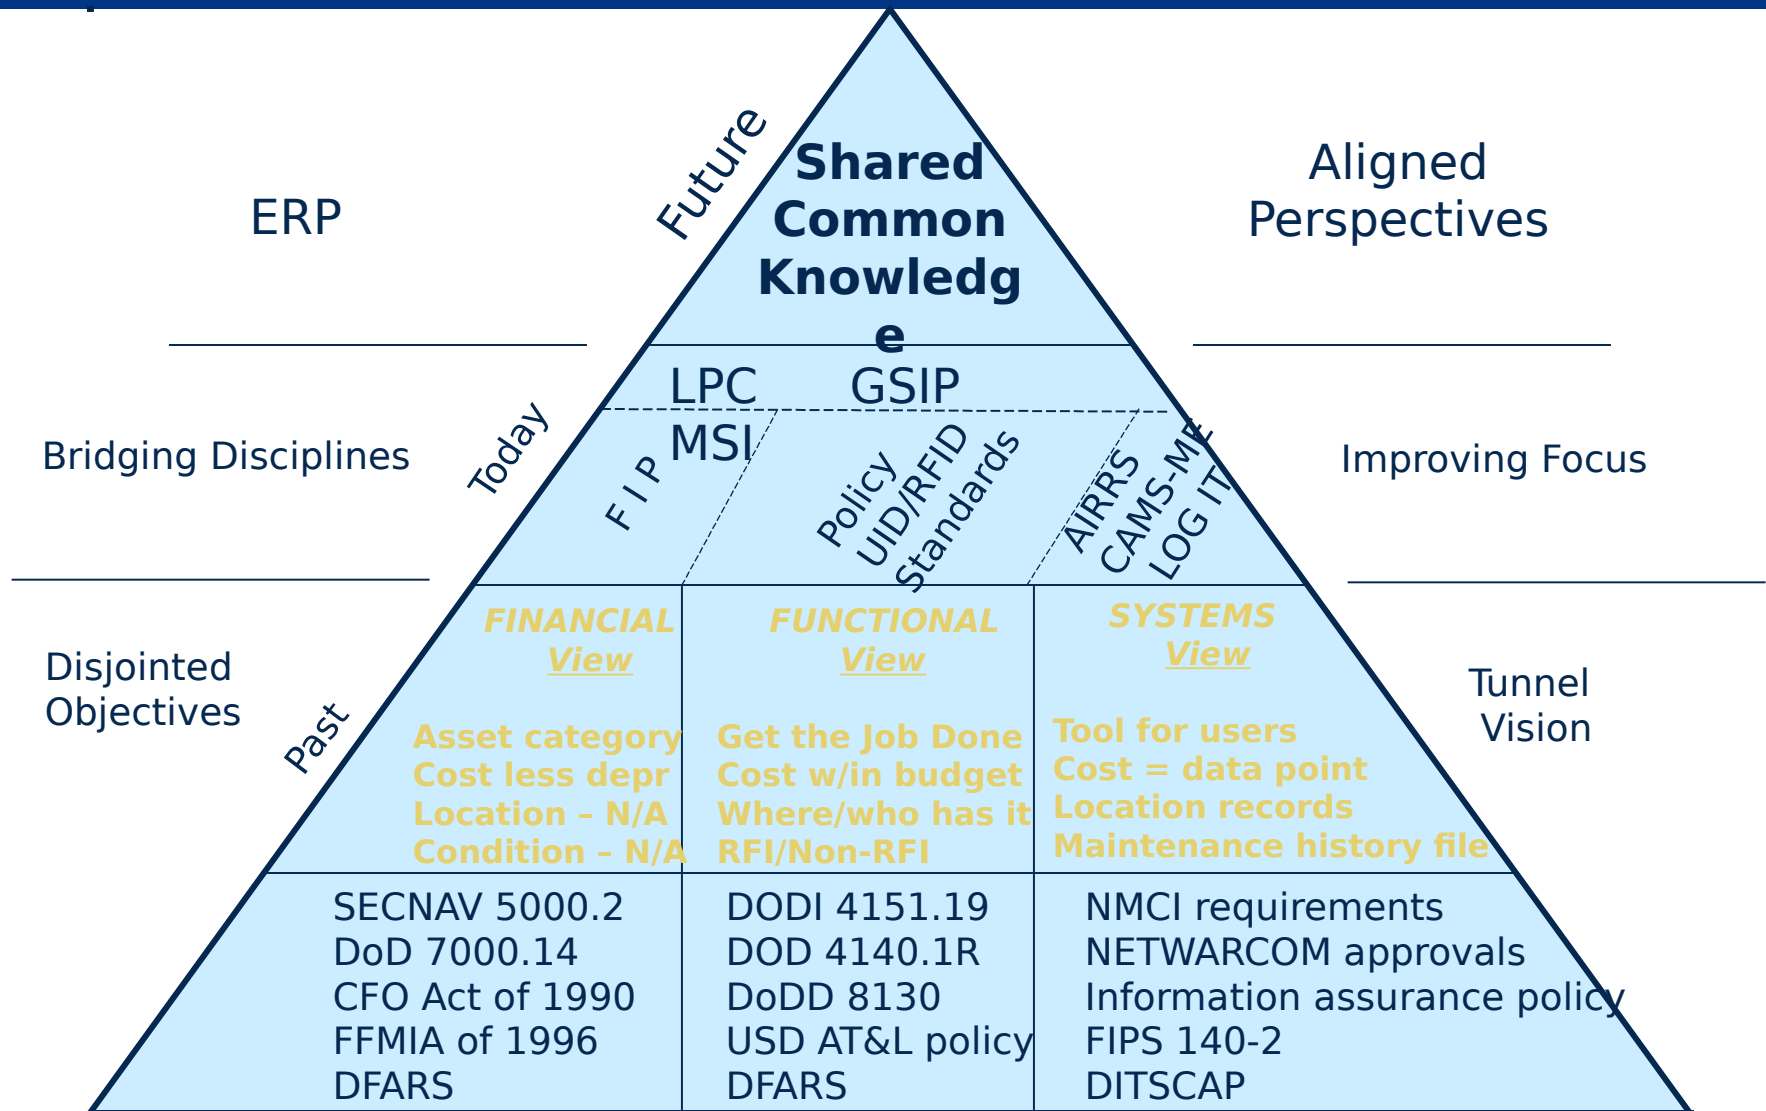 Future
Shared
Common
Knowledg
e
ERP
Aligned
Perspectives
LPC
GSIP
MSI
Today
Bridging Disciplines
Improving Focus
F I P
Policy
UID/RFID
Standards
AIRRS
CAMS-ME
LOG IT
Disjointed
Objectives
Past
Tunnel
Vision
FINANCIAL
View
Asset category
Cost less depr
Location – N/A
Condition – N/A
FUNCTIONAL
View
Get the Job Done
Cost w/in budget
Where/who has it
RFI/Non-RFI
SYSTEMS
View
Tool for users
Cost = data point
Location records
Maintenance history file
SECNAV 5000.2
DoD 7000.14
CFO Act of 1990
FFMIA of 1996
DFARS
DODI 4151.19
DOD 4140.1R
DoDD 8130
USD AT&L policy
DFARS
NMCI requirements
NETWARCOM approvals
Information assurance policy
FIPS 140-2
DITSCAP